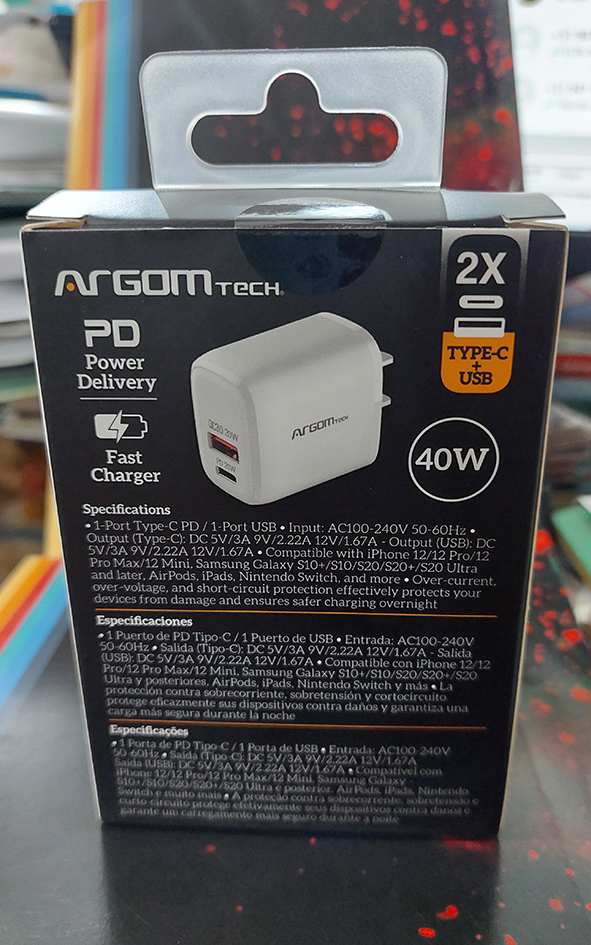 ARGOM TECH
2X
TYPE-C
+
USB
PD
Power
Delivery
Fast
Charger
QC3.0 20W
PD 20W
ARGOM TECH
40W
Specifications
• 1-Port Type-C PD / 1-Port USB • Input: AC100-240V 50-60Hz •
Output (Type-C): DC 5V/3A 9V/2.22A 12V/1.67A - Output (USB): DC
5V/3A 9V/2.22A 12V/1.67A • Compatible with iPhone 12/12 Pro/12
Pro Max/12 Mini, Samsung Galaxy S10+/S10/S20/S20+/S20 Ultra
and later, AirPods, iPads, Nintendo Switch, and more • Over-current,
over-voltage, and short-circuit protection effectively protects your
devices from damage and ensures safer charging overnight
Especificaciones
• 1 Puerto de PD Tipo-C / 1 Puerto de USB • Entrada: AC100-240V
50-60Hz • Salida (Tipo-C): DC 5V/3A 9V/2.22A 12V/1.67A - Salida
(USB): DC 5V/3A 9V/2.22A 12V/1.67A • Compatible con iPhone 12/12
Pro/12 Pro Max/12 Mini, Samsung Galaxy S10+/S10/S20/S20+/S20
Ultra y posteriores, AirPods, iPads, Nintendo Switch y más • La
protección contra sobrecorriente, sobretensión y cortocircuito
protege eficazmente sus dispositivos contra daños y garantiza una
carga más segura durante la noche
Especificações
• 1 Porta de PD Tipo-C / 1 Porta de USB • Entrada: AC100-240V
50-60Hz • Saída (Tipo-C): DC 5V/3A 9V/2.22A 12V/1.67A
Saída (USB): DC 5V/3A 9V/2.22A 12V/1.67A • Compatível com
iPhone 12/12 Pro/12 Pro Max/12 Mini, Samsung Galaxy
S10+/S10/S20/S20+/S20 Ultra e posterior, AirPods, iPads, Nintendo
Switch e muito mais • A proteção contra sobrecorrente, sobretensão e
curto circuito protege efetivamente seus dispositivos contra danos e
garante um carregamento mais seguro durante a noite